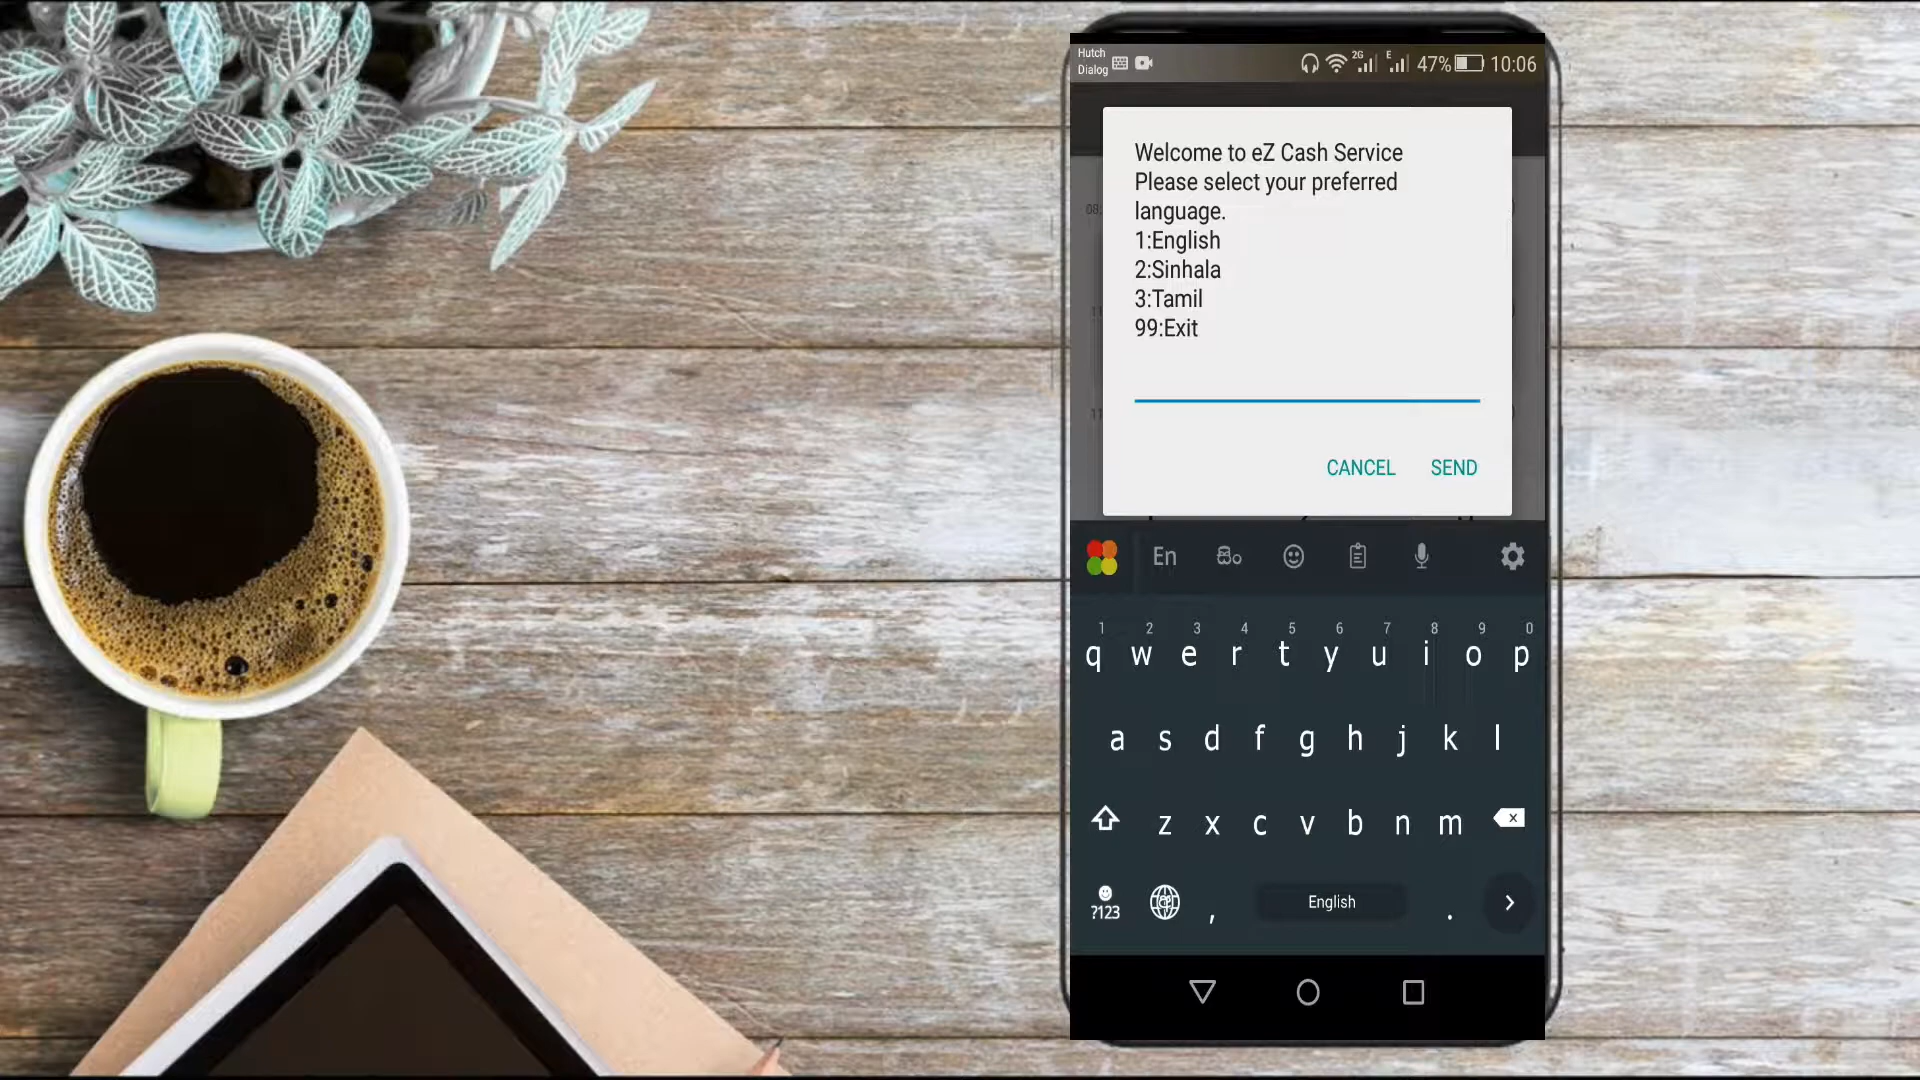 Hutch
Dialog
2G
E
47%
10:06
Welcome to eZ Cash Service
Please select your preferred
language.
1:English
2:Sinhala
3:Tamil
99:Exit
CANCEL SEND
En සිං
1 2 3 4 5 6 7 8 9 0
q w e r t y u i o p
a s d f g h j k l
z x c v b n m
?123 , English .